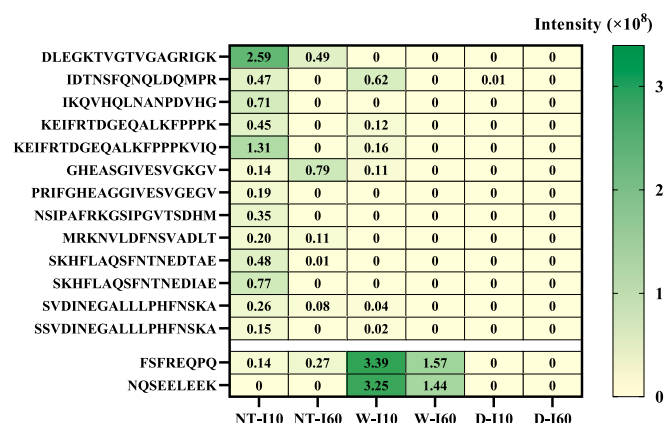 Intensity (×10⁸)
DLEGKTVGTVGAGRIGK 2.59 0.49 0 0 0 0
IDTNSFQNQLDQMPR 0.47 0 0.62 0 0.01 0
IKQVHQLNANPDVHG 0.71 0 0 0 0 0
KEIFRTDGEQALKFPPPK 0.45 0 0.12 0 0 0
KEIFRTDGEQALKFPPPKVIQ 1.31 0 0.16 0 0 0
GHEASGIVESVGKGV 0.14 0.79 0.11 0 0 0
PRIFGHEAGGIVESVGEGV 0.19 0 0 0 0 0
NSIPAFRKGSIPGVTSDHM 0.35 0 0 0 0 0
MRKNVLDFNSVADLT 0.20 0.11 0 0 0 0
SKHFLAQSFNTNEDTAE 0.48 0.01 0 0 0 0
SKHFLAQSFNTNEDIAE 0.77 0 0 0 0 0
SVDINEGALLLPHFNSKA 0.26 0.08 0.04 0 0 0
SSVDINEGALLLPHFNSKA 0.15 0 0.02 0 0 0
FSFREQPQ 0.14 0.27 3.39 1.57 0 0
NQSEELEEK 0 0 3.25 1.44 0 0
NT-I10 NT-I60 W-I10 W-I60 D-I10 D-I60
3
2
1
0